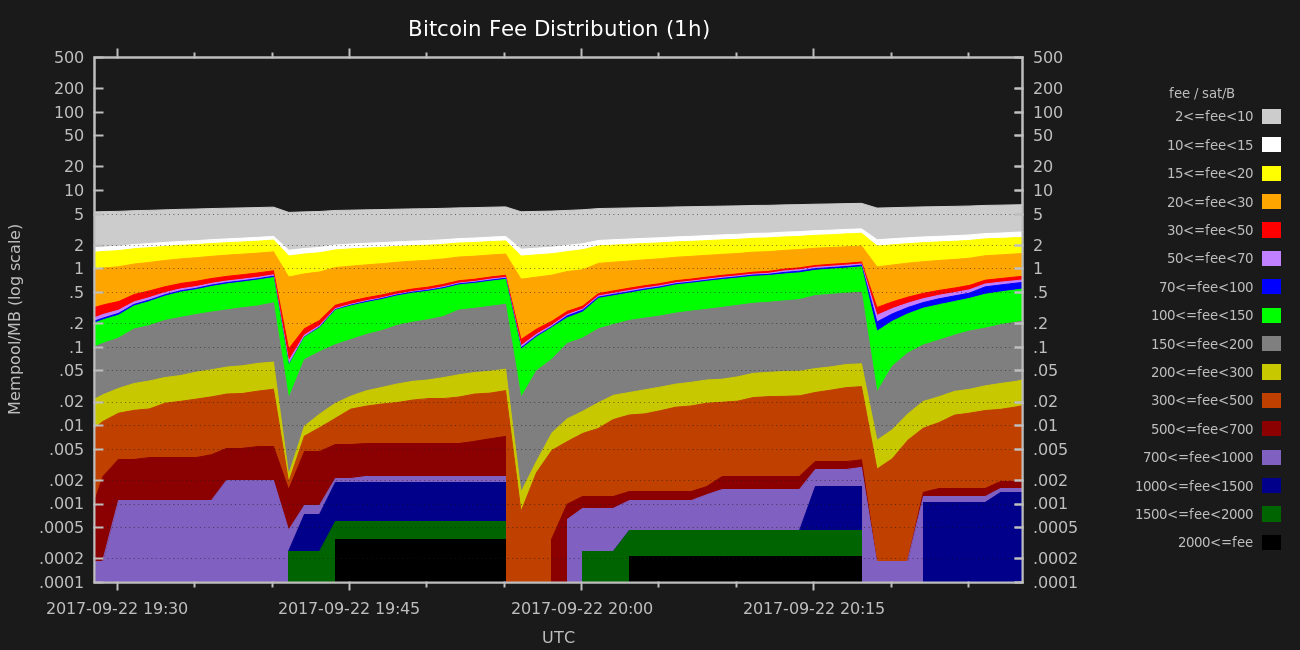 Bitcoin Fee Distribution (1h)
Mempool/MB (log scale)
500
200
100
50
20
10
5
2
1
.5
.2
.1
.05
.02
.01
.005
.002
.001
.0005
.0002
.0001
500
200
100
50
20
10
5
2
1
.5
.2
.1
.05
.02
.01
.005
.002
.001
.0005
.0002
.0001
2017-09-22 19:30
2017-09-22 19:45
2017-09-22 20:00
2017-09-22 20:15
UTC
fee / sat/B
2<=fee<10
10<=fee<15
15<=fee<20
20<=fee<30
30<=fee<50
50<=fee<70
70<=fee<100
100<=fee<150
150<=fee<200
200<=fee<300
300<=fee<500
500<=fee<700
700<=fee<1000
1000<=fee<1500
1500<=fee<2000
2000<=fee